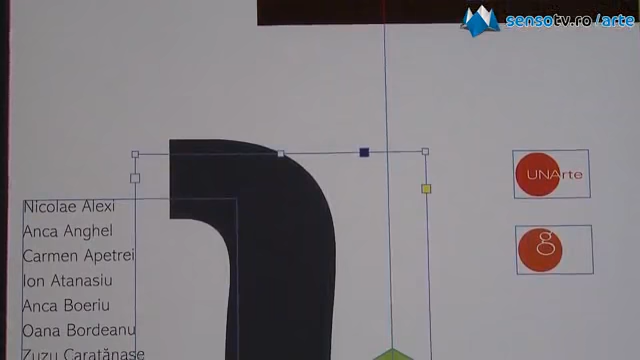 sensotv.ro/arte
UNArte
g
Nicolae Alexi
Anca Anghel
Carmen Apetrei
Ion Atanasiu
Anca Boeriu
Oana Bordeanu
Zuzu Caratănase